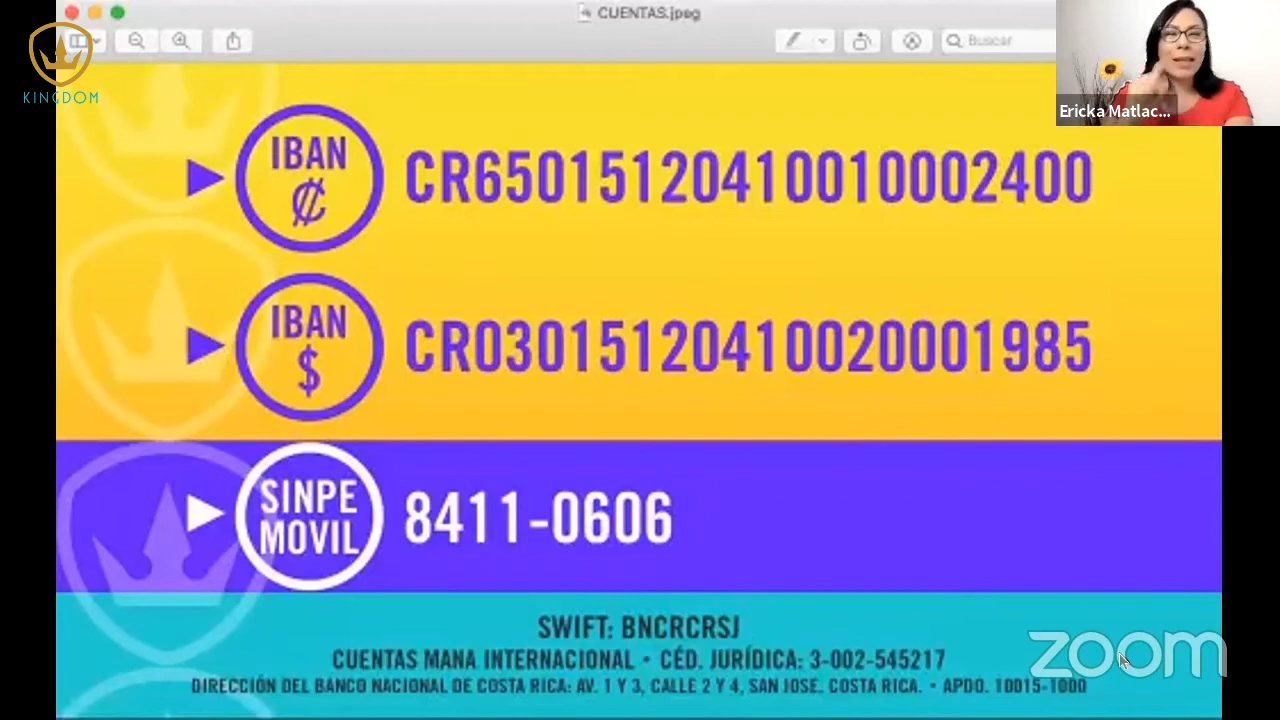 CUENTAS.jpeg
Buscar
KINGDOM
Ericka Matlac...
IBAN
₡
CR65015120410010002400
IBAN
$
CR03015120410020001985
SINPE
MOVIL
8411-0606
SWIFT: BNCRCRSJ
CUENTAS MANA INTERNACIONAL • CÉD. JURÍDICA: 3-002-545217
DIRECCIÓN DEL BANCO NACIONAL DE COSTA RICA: AV. 1 Y 3, CALLE 2 Y 4, SAN JOSE, COSTA RICA. • APDO. 10015-1000
zoom